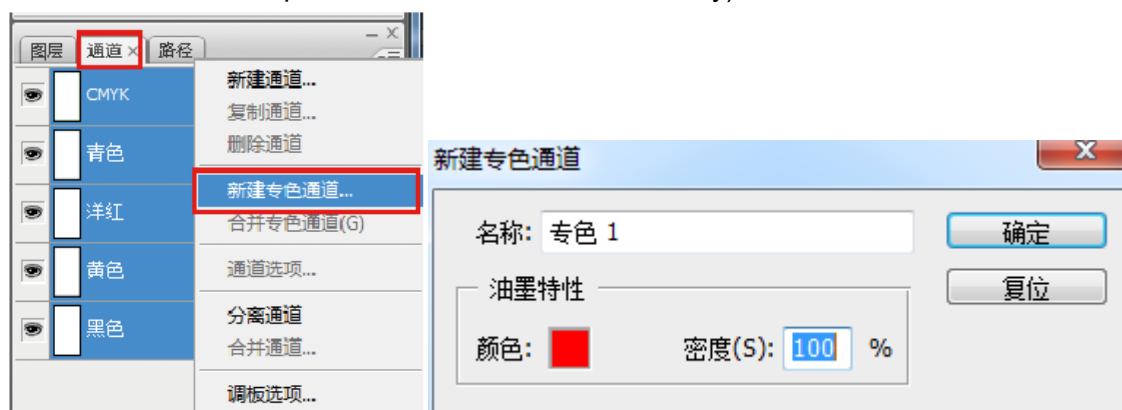 y)
图层 通道× 路径
CMYK
青色
洋红
黄色
黑色
新建通道...
复制通道...
删除通道
新建专色通道...
合并专色通道(G)
通道选项...
分离通道
合并通道...
调板选项...
新建专色通道
名称: 专色 1
确定
油墨特性
复位
颜色:
密度(S): 100 %